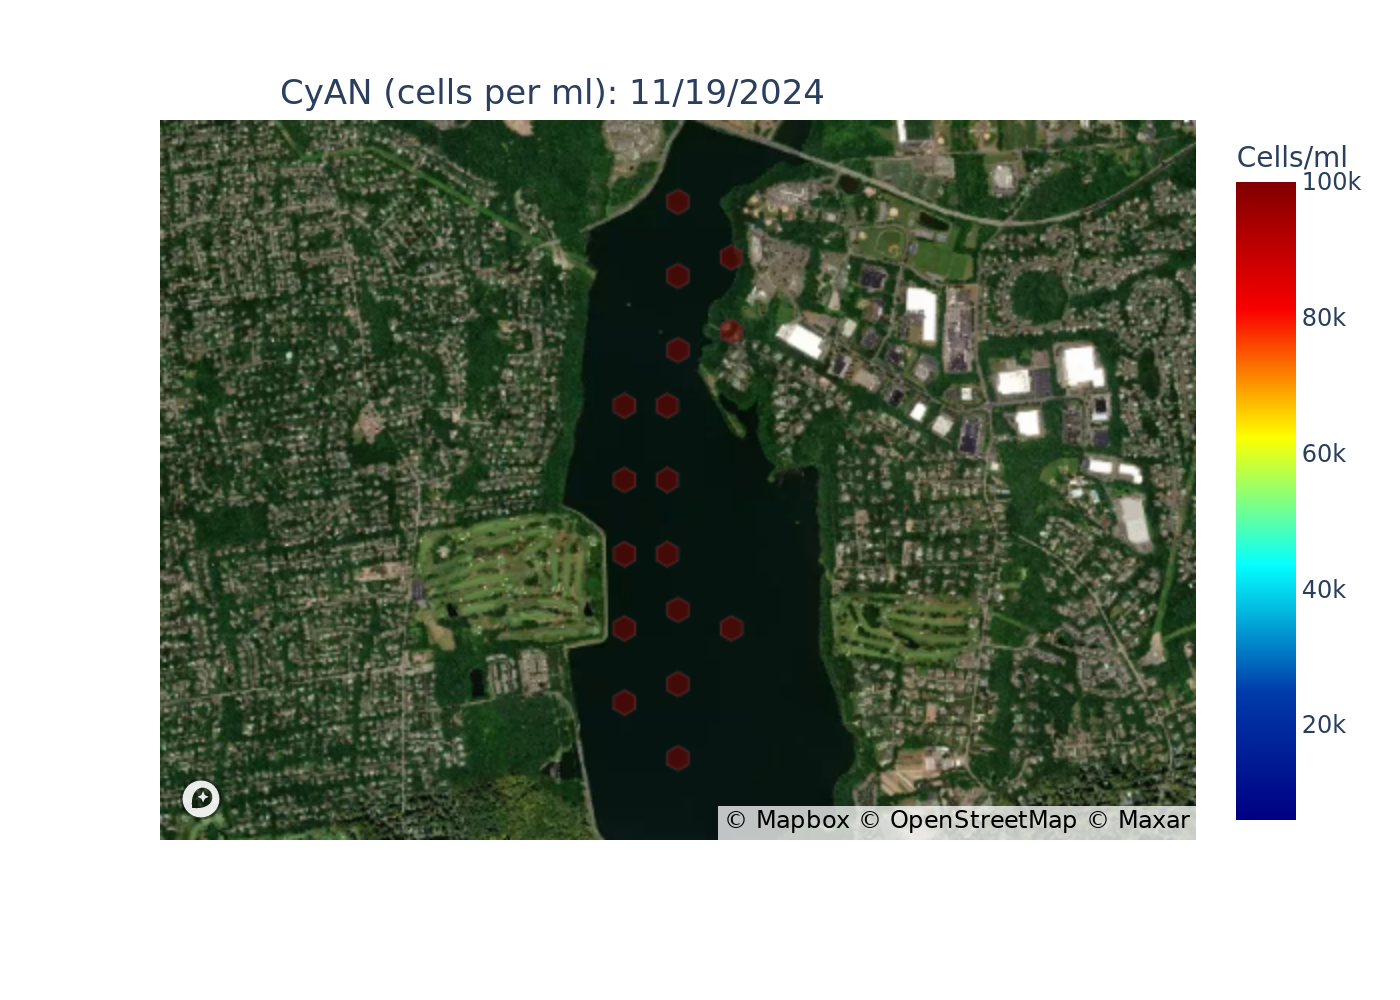 CyAN (cells per ml): 11/19/2024
Cells/ml
100k
80k
60k
40k
20k
© Mapbox © OpenStreetMap © Maxar